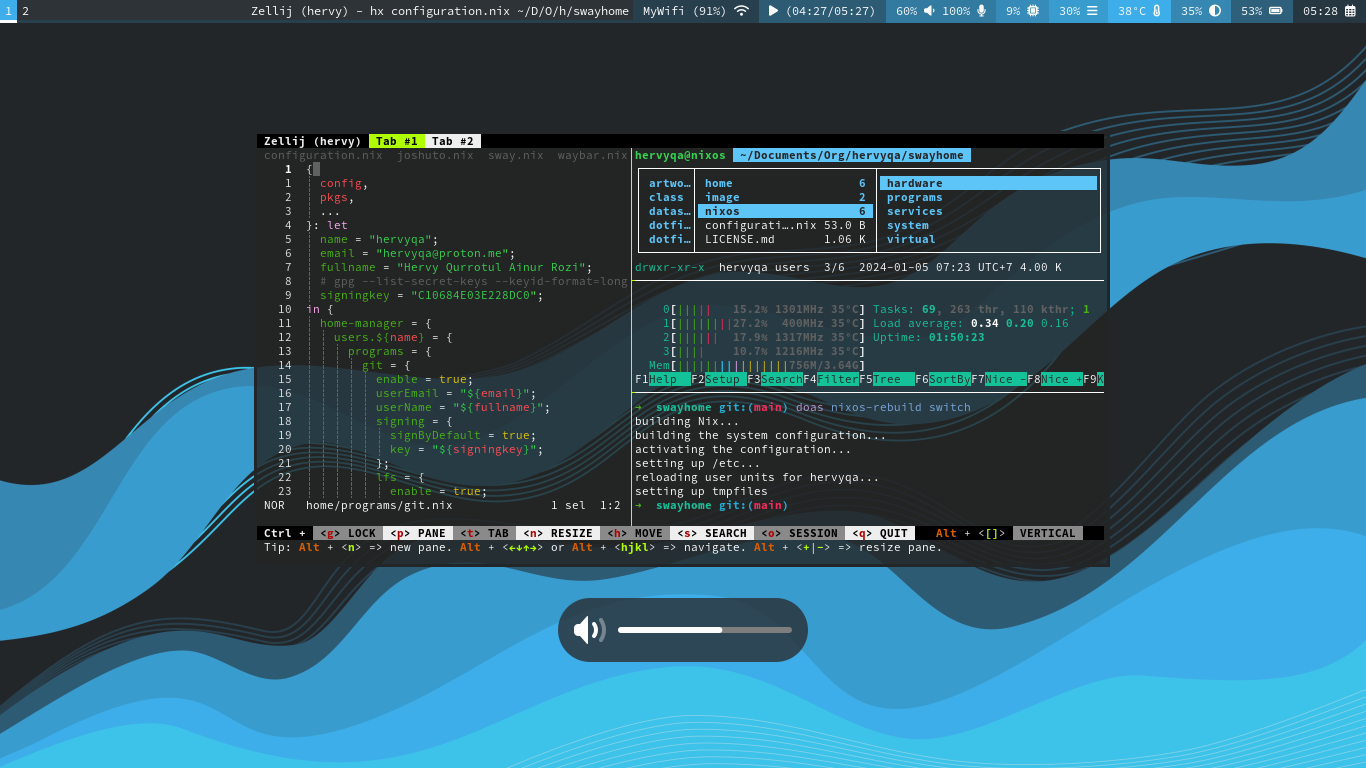 1 2 Zellij (hervy) – hx configuration.nix ~/D/O/h/swayhome MyWifi (91%) (04:27/05:27) 60% 100% 9% 30% 38°C 35% 53% 05:28
Zellij (hervy) Tab #1 Tab #2
configuration.nix joshuto.nix sway.nix waybar.nix
1 {
1 config,
2 pkgs,
3 ...
4 }: let
5 name = "hervyqa";
6 email = "hervyqa@proton.me";
7 fullname = "Hervy Qurrotul Ainur Rozi";
8 # gpg --list-secret-keys --keyid-format=long
9 signingkey = "C10684E03E228DC0";
10 in {
11 home-manager = {
12 users.${name} = {
13 programs = {
14 git = {
15 enable = true;
16 userEmail = "${email}";
17 userName = "${fullname}";
18 signing = {
19 signByDefault = true;
20 key = "${signingkey}";
21 };
22 lfs = {
23 enable = true;
NOR home/programs/git.nix 1 sel 1:2
hervyqa@nixos ~/Documents/Org/hervyqa/swayhome
artwo… home 6 hardware
class image 2 programs
datas… nixos 6 services
dotfi… configurati….nix 53.0 B system
dotfi… LICENSE.md 1.06 K virtual
drwxr-xr-x hervyqa users 3/6 2024-01-05 07:23 UTC+7 4.00 K
0[||||| 15.2% 1301MHz 35°C] Tasks: 69, 263 thr, 110 kthr; 1
1[||||||||27.2% 400MHz 35°C] Load average: 0.34 0.20 0.16
2[|||||| 17.9% 1317MHz 35°C] Uptime: 01:50:23
3[|||| 10.7% 1216MHz 35°C]
Mem[||||||||||||||||756M/3.64G]
F1Help F2Setup F3SearchF4FilterF5Tree F6SortByF7Nice -F8Nice +F9K
→ swayhome git:(main) doas nixos-rebuild switch
building Nix...
building the system configuration...
activating the configuration...
setting up /etc...
reloading user units for hervyqa...
setting up tmpfiles
→ swayhome git:(main)
Ctrl + <g> LOCK <p> PANE <t> TAB <n> RESIZE <h> MOVE <s> SEARCH <o> SESSION <q> QUIT Alt + <[]> VERTICAL
Tip: Alt + <n> => new pane. Alt + <←↓↑→> or Alt + <hjkl> => navigate. Alt + <+|-> => resize pane.